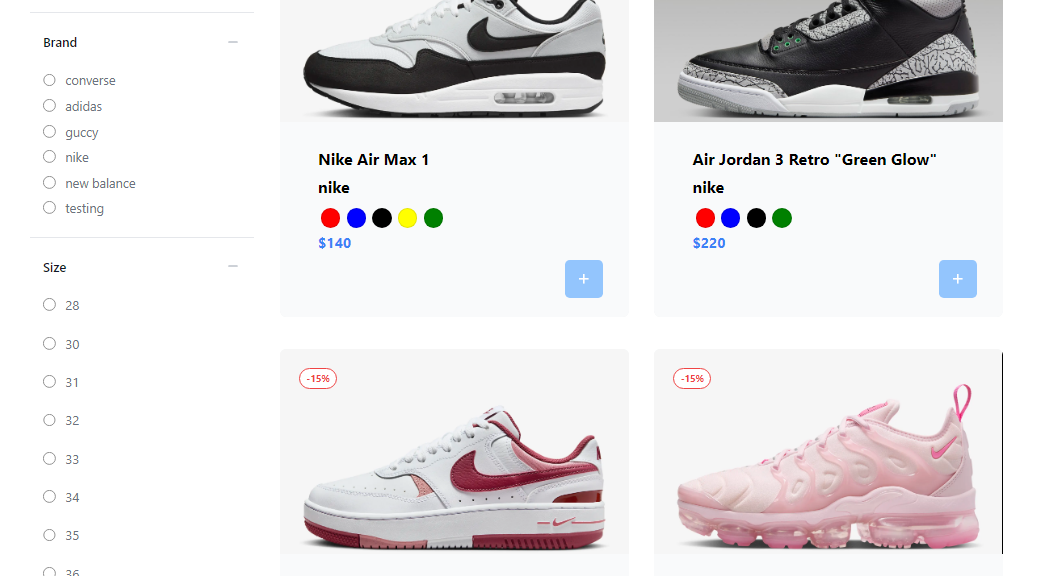 Brand
converse
adidas
guccy
nike
new balance
testing
Size
28
30
31
32
33
34
35
36
Nike Air Max 1
nike
$140
+
Air Jordan 3 Retro "Green Glow"
nike
$220
+
-15%
-15%